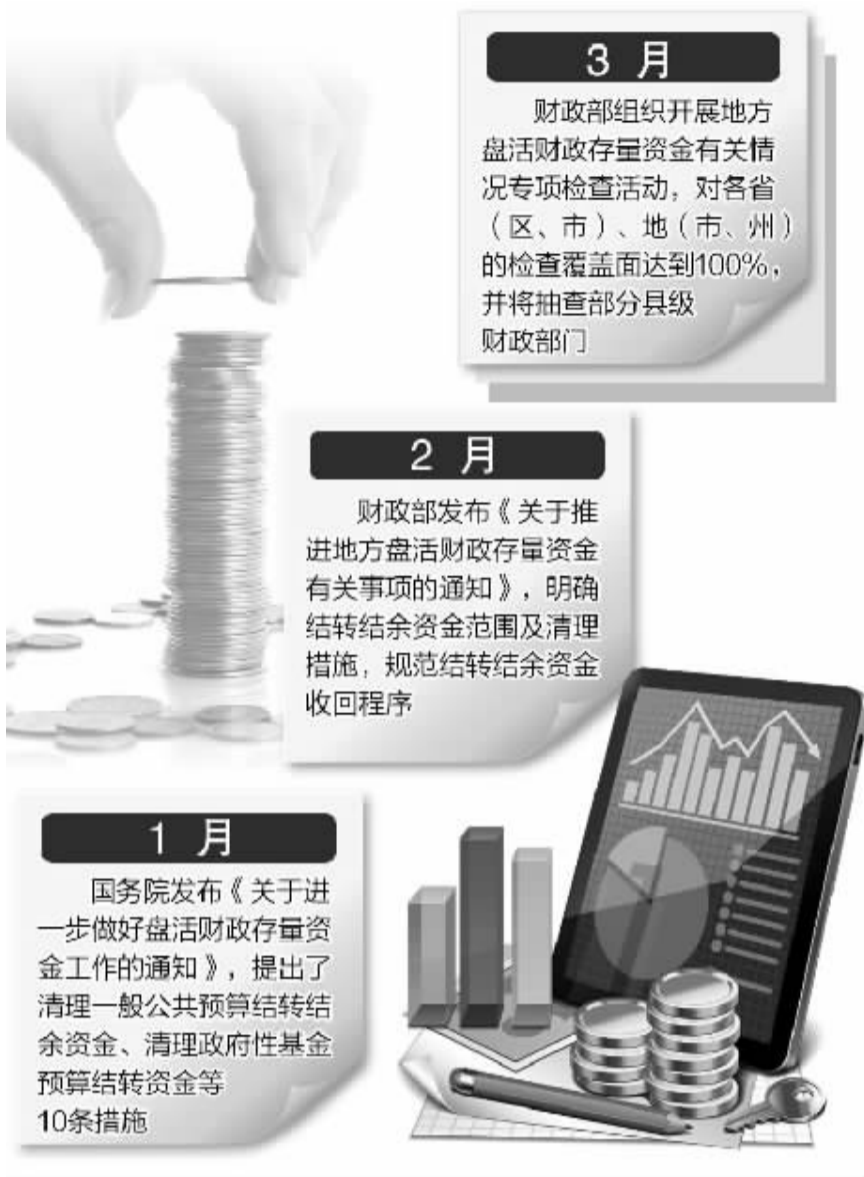 3 月
财政部组织开展地方
盘活财政存量资金有关情
况专项检查活动，对各省
（区、市）、地（市、州）
的检查覆盖面达到100%，
并将抽查部分县级
财政部门
2 月
财政部发布《关于推
进地方盘活财政存量资金
有关事项的通知》，明确
结转结余资金范围及清理
措施，规范结转结余资金
收回程序
1 月
国务院发布《关于进
一步做好盘活财政存量资
金工作的通知》，提出了
清理一般公共预算结转结
余资金、清理政府性基金
预算结转资金等
10条措施